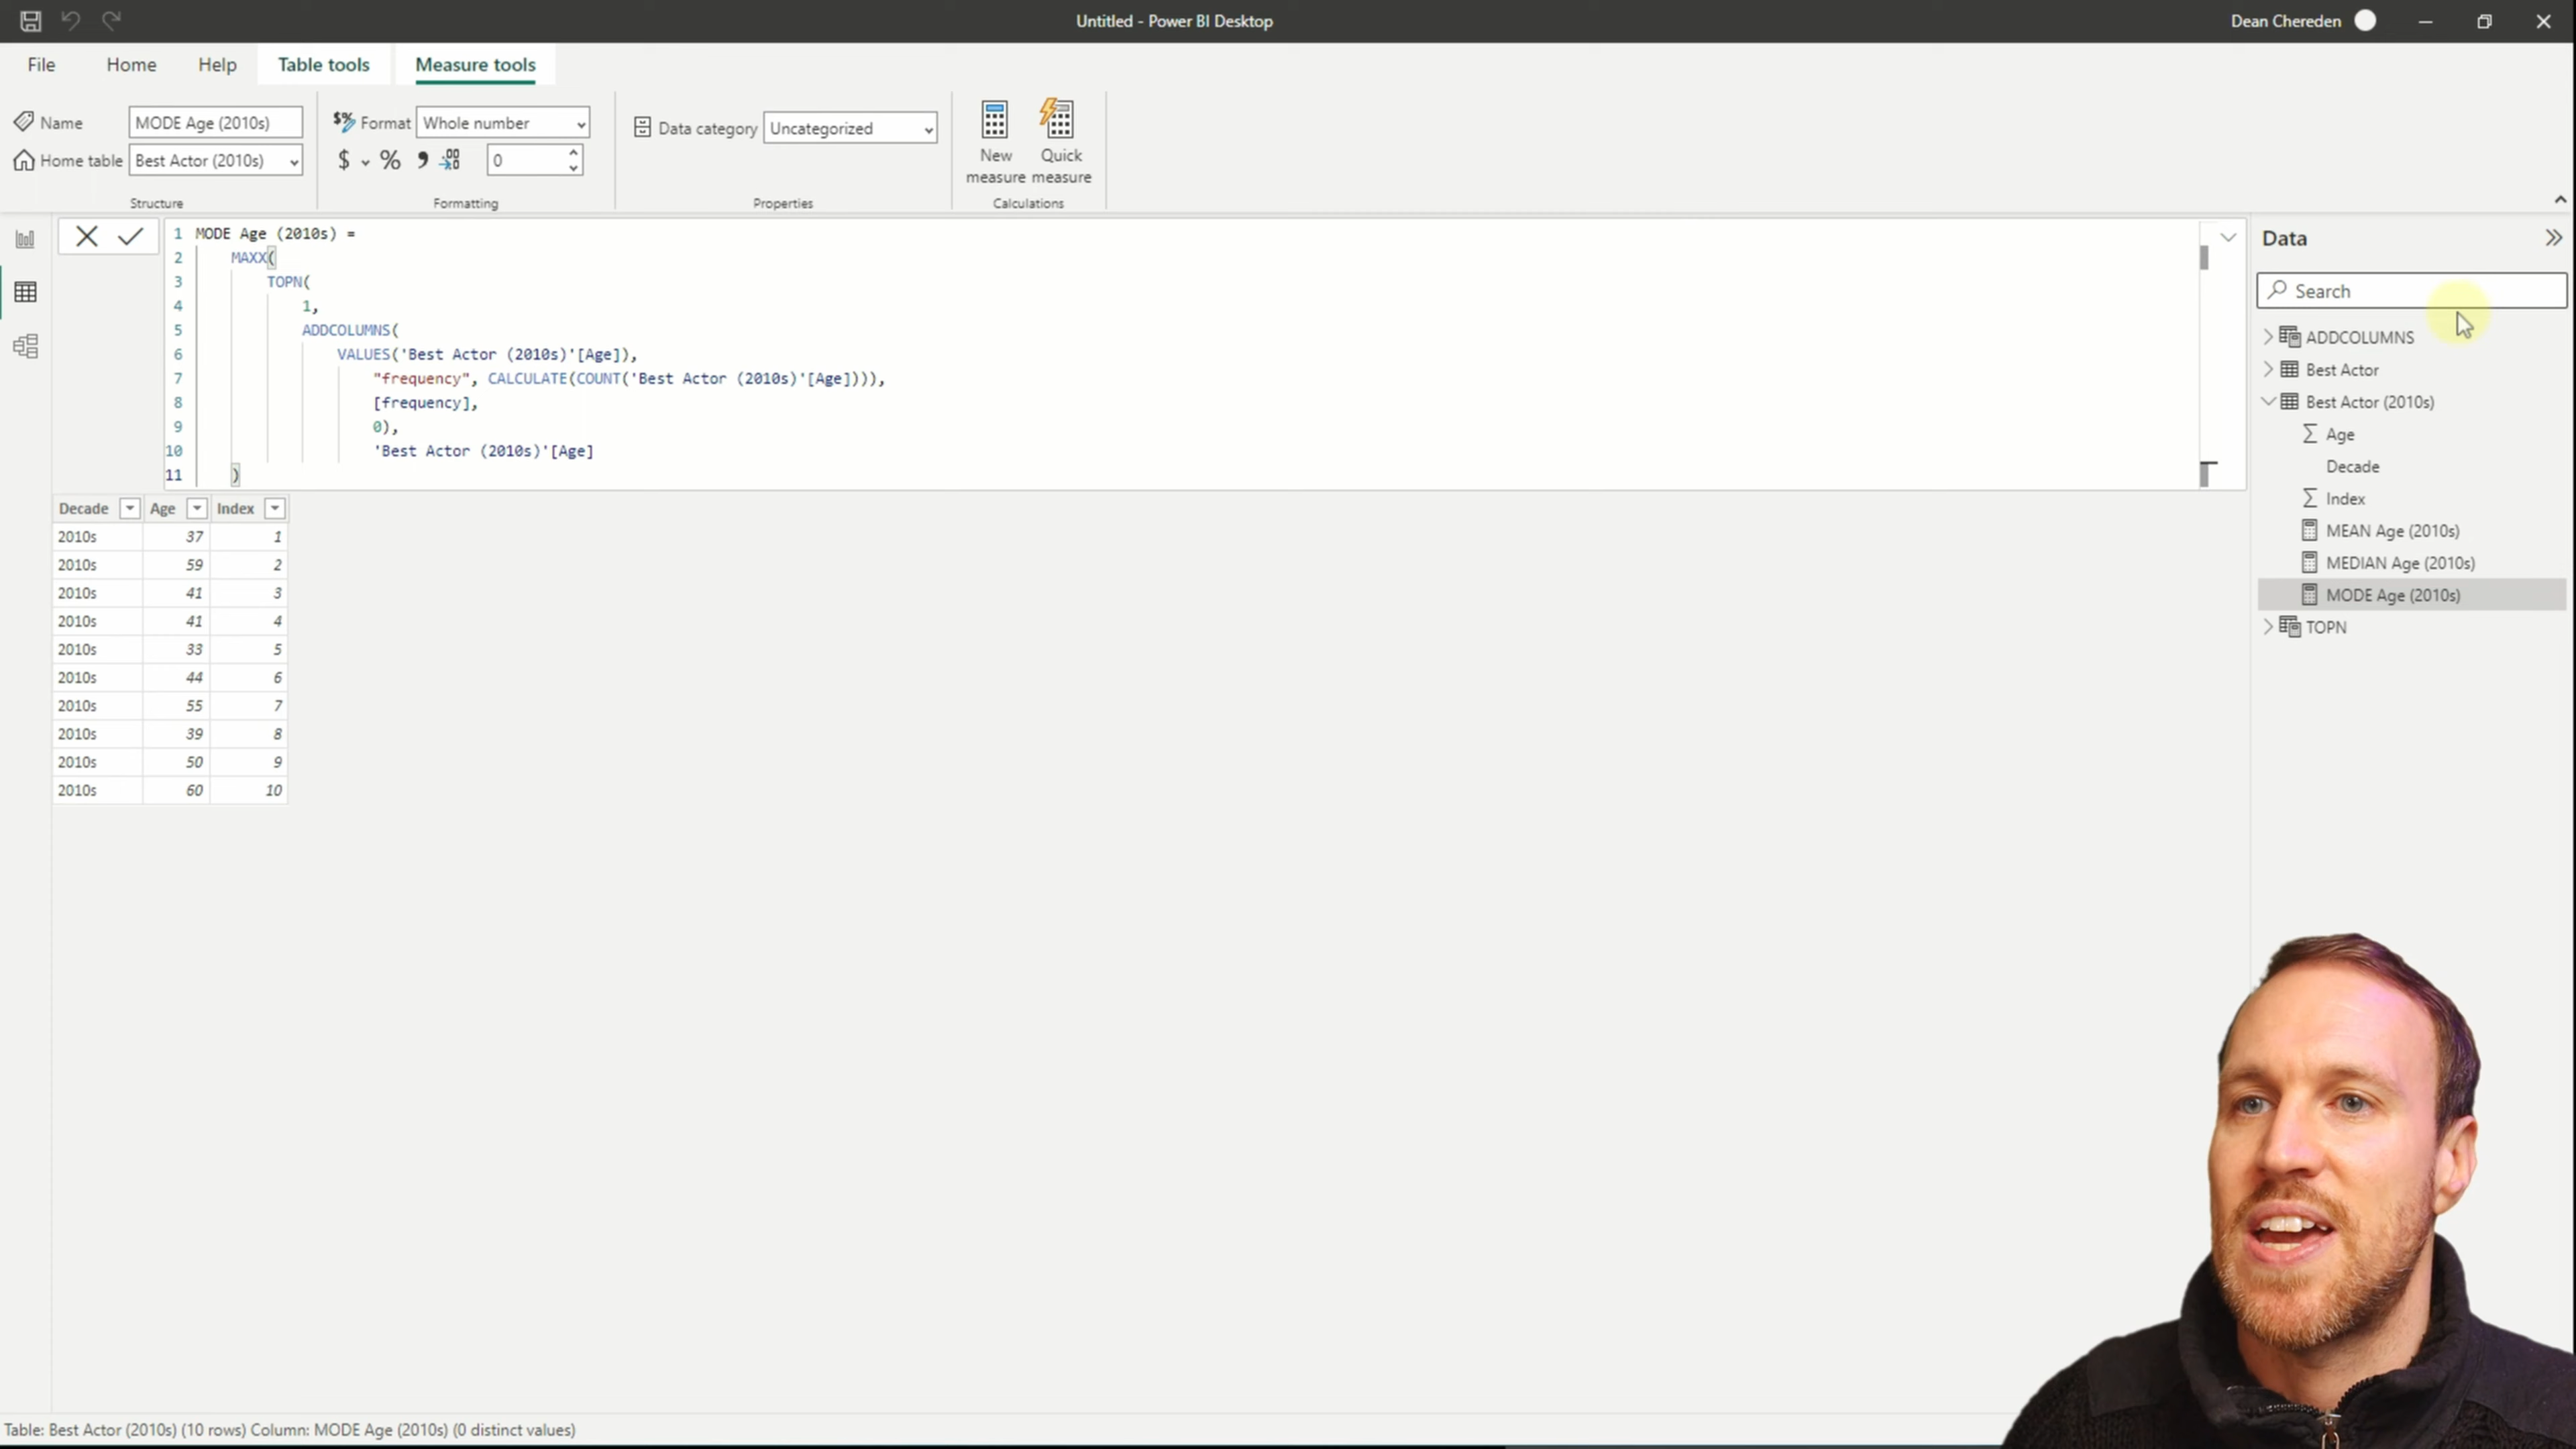 Untitled - Power BI Desktop
Dean Chereden
File Home Help Table tools Measure tools
Name MODE Age (2010s)
Home table Best Actor (2010s)
Structure
Format Whole number
$ % 0
Formatting
Data category Uncategorized
Properties
New measure
Quick measure
Calculations
1 MODE Age (2010s) =
2 MAXX(
3 TOPN(
4 1,
5 ADDCOLUMNS(
6 VALUES('Best Actor (2010s)'[Age]),
7 "frequency", CALCULATE(COUNT('Best Actor (2010s)'[Age]))),
8 [frequency],
9 0),
10 'Best Actor (2010s)'[Age]
11 )
Decade Age Index
2010s 37 1
2010s 59 2
2010s 41 3
2010s 41 4
2010s 33 5
2010s 44 6
2010s 55 7
2010s 39 8
2010s 50 9
2010s 60 10
Data
Search
ADDCOLUMNS
Best Actor
Best Actor (2010s)
Age
Decade
Index
MEAN Age (2010s)
MEDIAN Age (2010s)
MODE Age (2010s)
TOPN
Table: Best Actor (2010s) (10 rows) Column: MODE Age (2010s) (0 distinct values)